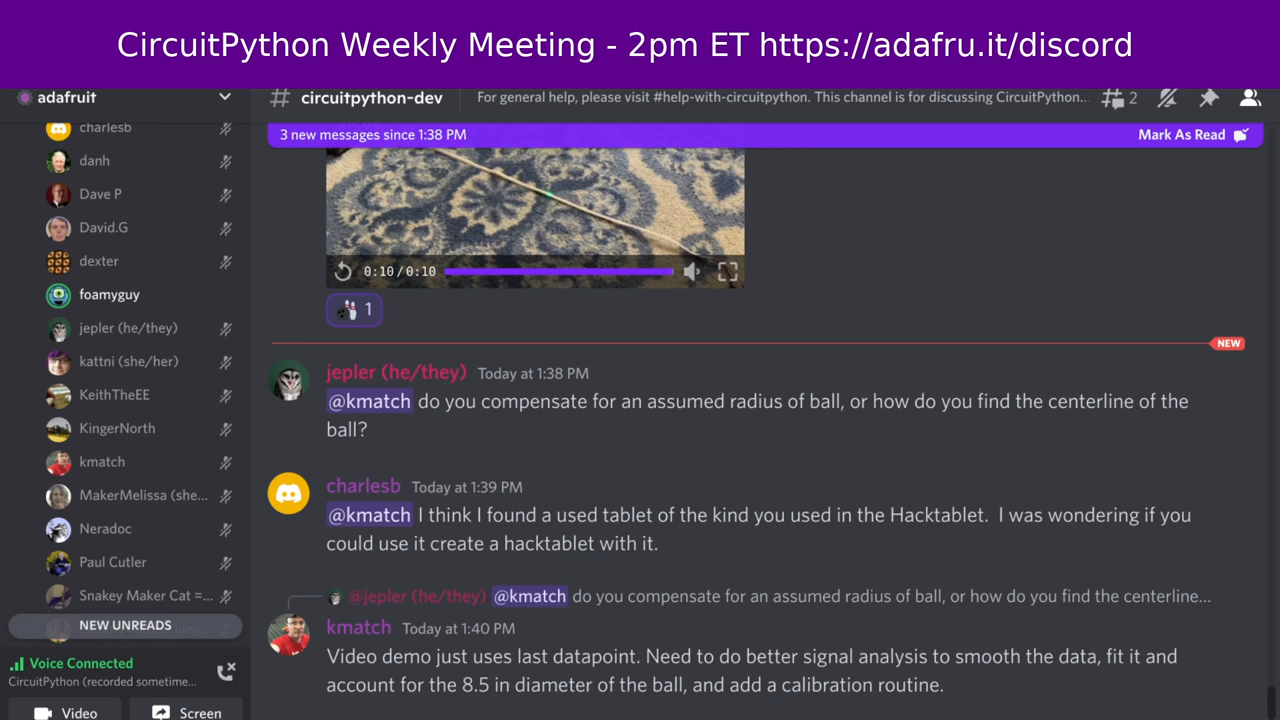 CircuitPython Weekly Meeting - 2pm ET https://adafru.it/discord
adafruit
charlesb
danh
Dave P
David.G
dexter
foamyguy
jepler (he/they)
kattni (she/her)
KeithTheEE
KingerNorth
kmatch
MakerMelissa (she...
Neradoc
Paul Cutler
Snakey Maker Cat =...
NEW UNREADS
Voice Connected
CircuitPython (recorded sometime...
Video
Screen
circuitpython-dev
For general help, please visit #help-with-circuitpython. This channel is for discussing CircuitPython...
2
3 new messages since 1:38 PM
Mark As Read
0:10/0:10
1
NEW
jepler (he/they) Today at 1:38 PM
@kmatch do you compensate for an assumed radius of ball, or how do you find the centerline of the
ball?
charlesb Today at 1:39 PM
@kmatch I think I found a used tablet of the kind you used in the Hacktablet.  I was wondering if you
could use it create a hacktablet with it.
@jepler (he/they) @kmatch do you compensate for an assumed radius of ball, or how do you find the centerline...
kmatch Today at 1:40 PM
Video demo just uses last datapoint. Need to do better signal analysis to smooth the data, fit it and
account for the 8.5 in diameter of the ball, and add a calibration routine.